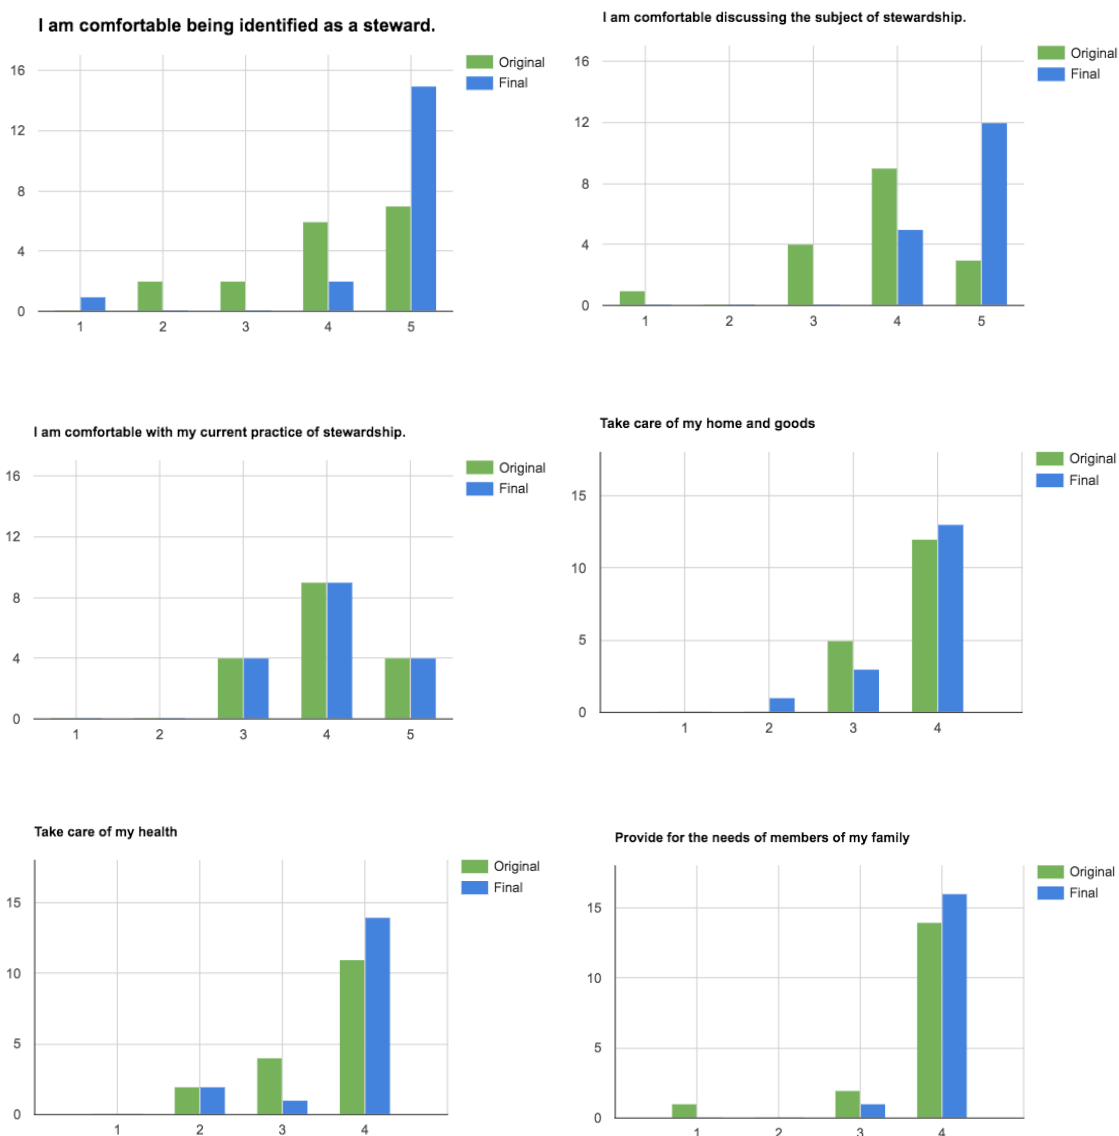 I am comfortable being identified as a steward.
Original
Final
16
12
8
4
0
1 2 3 4 5
I am comfortable discussing the subject of stewardship.
Original
Final
16
12
8
4
0
1 2 3 4 5
I am comfortable with my current practice of stewardship.
Original
Final
16
12
8
4
0
1 2 3 4 5
Take care of my home and goods
Original
Final
15
10
5
0
1 2 3 4
Take care of my health
Original
Final
15
10
5
0
1 2 3 4
Provide for the needs of members of my family
Original
Final
15
10
5
0
1 2 3 4